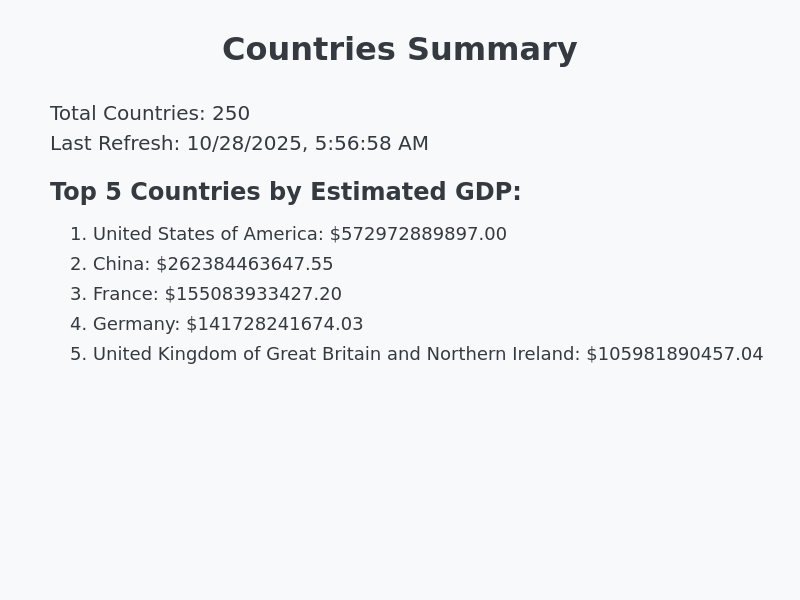 Countries Summary
Total Countries: 250
Last Refresh: 10/28/2025, 5:56:58 AM
Top 5 Countries by Estimated GDP:
1. United States of America: $572972889897.00
2. China: $262384463647.55
3. France: $155083933427.20
4. Germany: $141728241674.03
5. United Kingdom of Great Britain and Northern Ireland: $105981890457.04